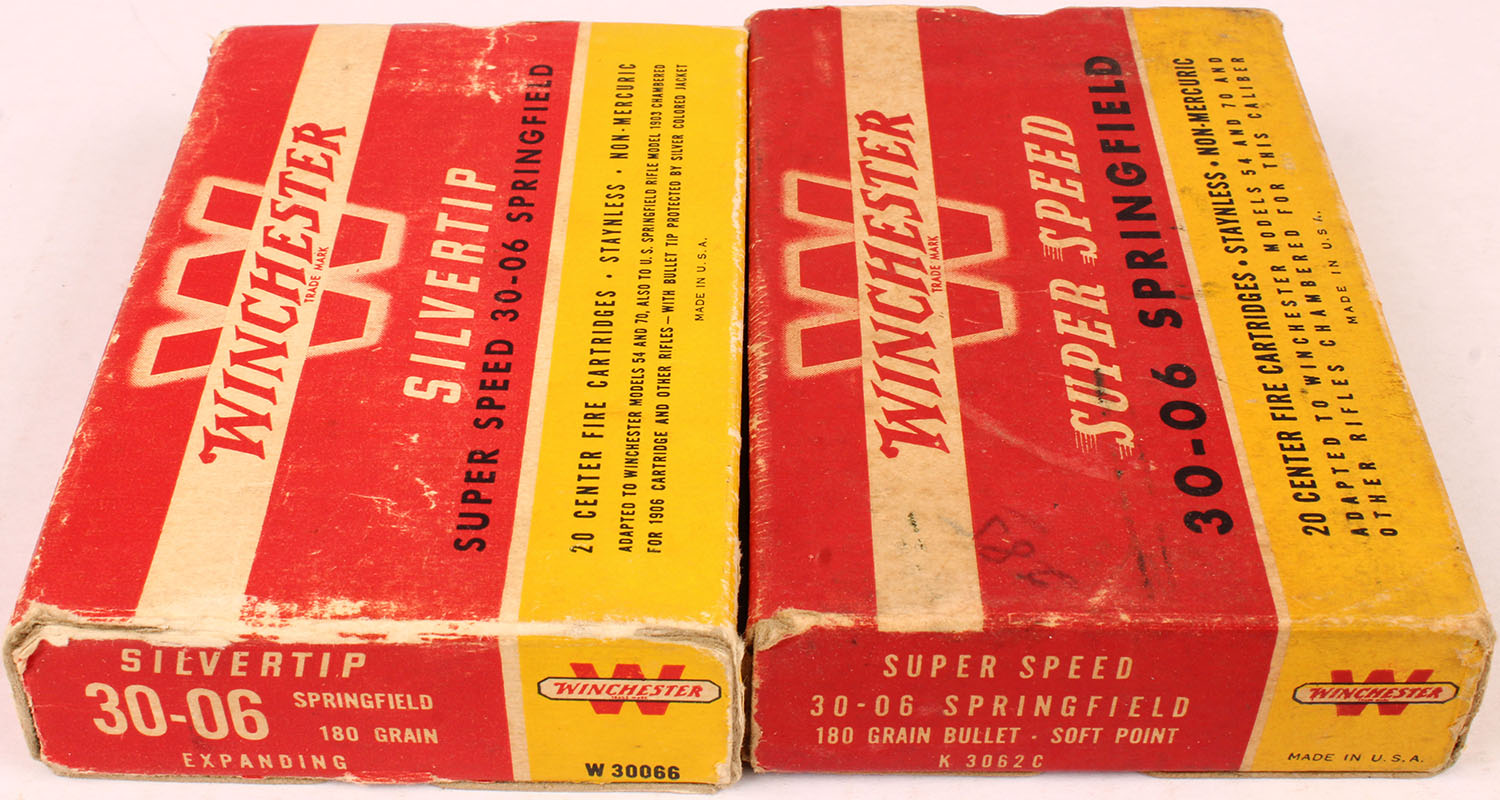 WINCHESTER
TRADE MARK
SILVERTIP
SUPER SPEED 30-06 SPRINGFIELD
20 CENTER FIRE CARTRIDGES • STAYNLESS • NON-MERCURIC
ADAPTED TO WINCHESTER MODELS 54 AND 70, ALSO TO U.S. SPRINGFIELD RIFLE MODEL 1903 CHAMBERED
FOR 1906 CARTRIDGE AND OTHER RIFLES — WITH BULLET TIP PROTECTED BY SILVER COLORED JACKET
MADE IN U.S.A.
SILVERTIP
30-06 SPRINGFIELD
180 GRAIN
EXPANDING
WINCHESTER
W 30066
WINCHESTER
TRADE MARK
SUPER SPEED
30-06 SPRINGFIELD
20 CENTER FIRE CARTRIDGES • STAYNLESS • NON-MERCURIC
ADAPTED TO WINCHESTER MODELS 54 AND 70 AND
OTHER RIFLES CHAMBERED FOR THIS CALIBER
MADE IN U.S.A.
SUPER SPEED
30-06 SPRINGFIELD
180 GRAIN BULLET - SOFT POINT
K 3062C
WINCHESTER
MADE IN U.S.A.